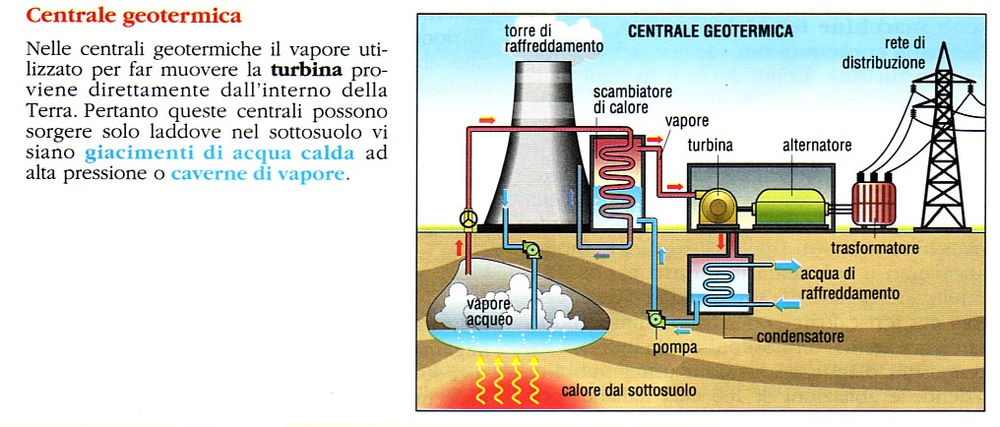 Centrale geotermica
Nelle centrali geotermiche il vapore uti-
lizzato per far muovere la turbina pro-
viene direttamente dall'interno della
Terra. Pertanto queste centrali possono
sorgere solo laddove nel sottosuolo vi
siano giacimenti di acqua calda ad
alta pressione o caverne di vapore.
CENTRALE GEOTERMICA
torre di
raffreddamento
rete di
distribuzione
scambiatore
di calore
vapore
turbina
alternatore
trasformatore
acqua di
raffreddamento
vapore
acqueo
condensatore
pompa
calore dal sottosuolo